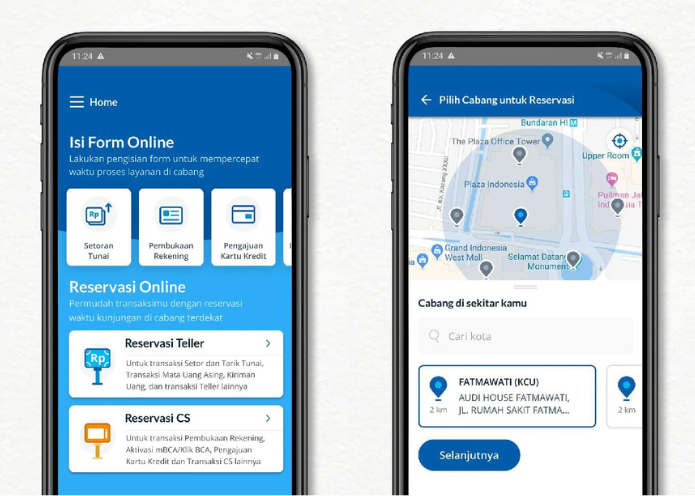 11:24
Home
Isi Form Online
Lakukan pengisian form untuk mempercepat
waktu proses layanan di cabang
Rp
Setoran
Tunai
Pembukaan
Rekening
Pengajuan
Kartu Kredit
Reservasi Online
Permudah transaksimu dengan reservasi
waktu kunjungan di cabang terdekat
Rp
Reservasi Teller
Untuk transaksi Setor dan Tarik Tunai,
Transaksi Mata Uang Asing, Kiriman
Uang, dan transaksi Teller lainnya
Reservasi CS
Untuk transaksi Pembukaan Rekening,
Aktivasi mBCA/Klik BCA, Pengajuan
Kartu Kredit dan Transaksi CS lainnya
11:24
Pilih Cabang untuk Reservasi
Bundaran HI
The Plaza Office Tower
Upper Room
Plaza Indonesia
Pullman Jak
Indonesia T
Grand Indonesia
West Mall
Selamat Datang
Monument
Cabang di sekitar kamu
Cari kota
FATMAWATI (KCU)
AUDI HOUSE FATMAWATI,
JL. RUMAH SAKIT FATMA...
2 km
2 km
Selanjutnya